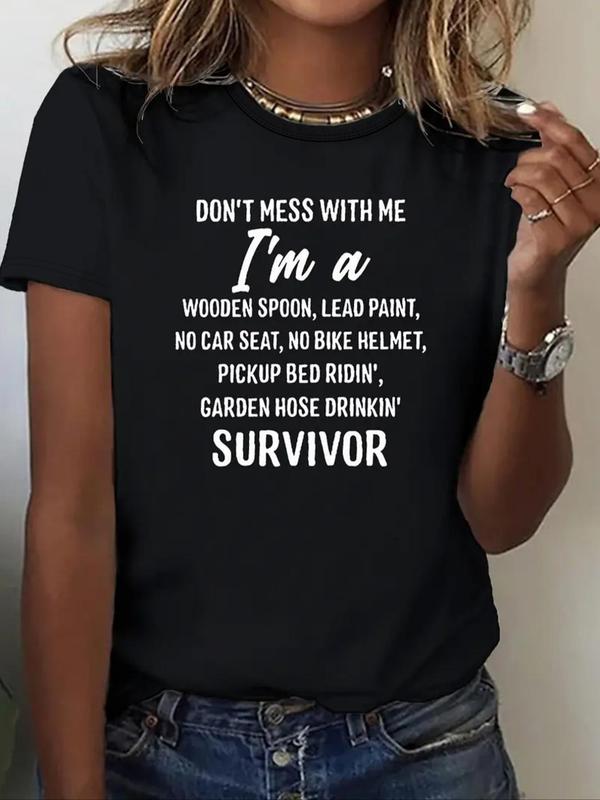 DON'T MESS WITH ME
I'm a
WOODEN SPOON, LEAD PAINT,
NO CAR SEAT, NO BIKE HELMET,
PICKUP BED RIDIN',
GARDEN HOSE DRINKIN'
SURVIVOR